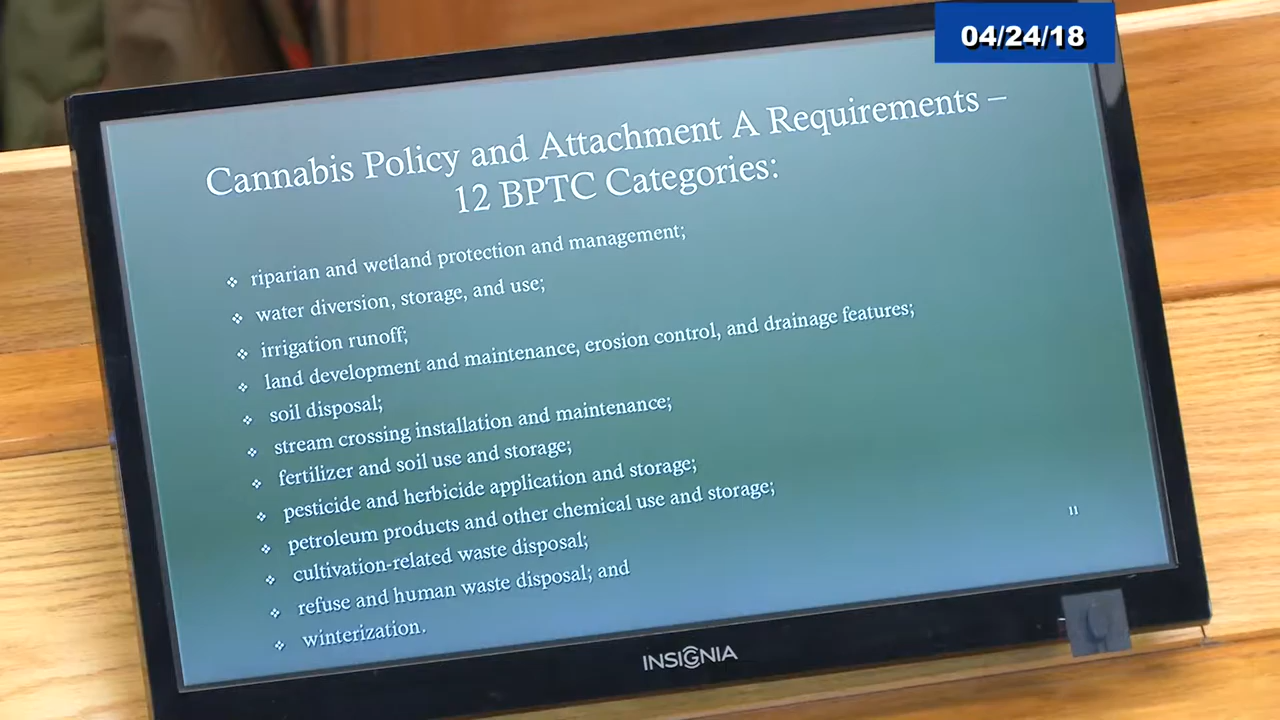 04/24/18
Cannabis Policy and Attachment A Requirements –
12 BPTC Categories:
❖ riparian and wetland protection and management;
❖ water diversion, storage, and use;
❖ irrigation runoff;
❖ land development and maintenance, erosion control, and drainage features;
❖ soil disposal;
❖ stream crossing installation and maintenance;
❖ fertilizer and soil use and storage;
❖ pesticide and herbicide application and storage;
❖ petroleum products and other chemical use and storage;
❖ cultivation-related waste disposal;
❖ refuse and human waste disposal; and
❖ winterization.
11
INSIGNIA